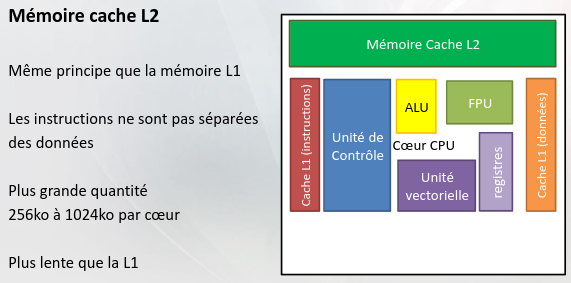 Mémoire cache L2
Même principe que la mémoire L1
Les instructions ne sont pas séparées
des données
Plus grande quantité
256ko à 1024ko par cœur
Plus lente que la L1
Mémoire Cache L2
Cache L1 (instructions)
Unité de
Contrôle
ALU
FPU
Cœur CPU
Unité
vectorielle
registres
Cache L1 (données)